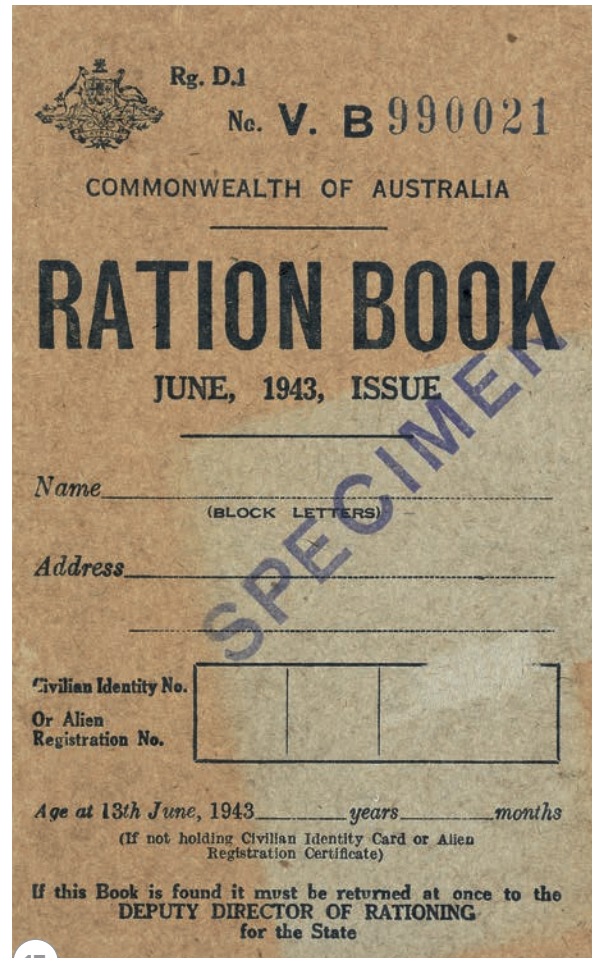 Rg. D.1
No. V. B 990021
COMMONWEALTH OF AUSTRALIA
RATION BOOK
JUNE, 1943, ISSUE
SPECIMEN
Name
(BLOCK LETTERS)
Address
Civilian Identity No.
Or Alien
Registration No.
Age at 13th June, 1943 years months
(If not holding Civilian Identity Card or Alien
Registration Certificate)
If this Book is found it must be returned at once to the
DEPUTY DIRECTOR OF RATIONING
for the State